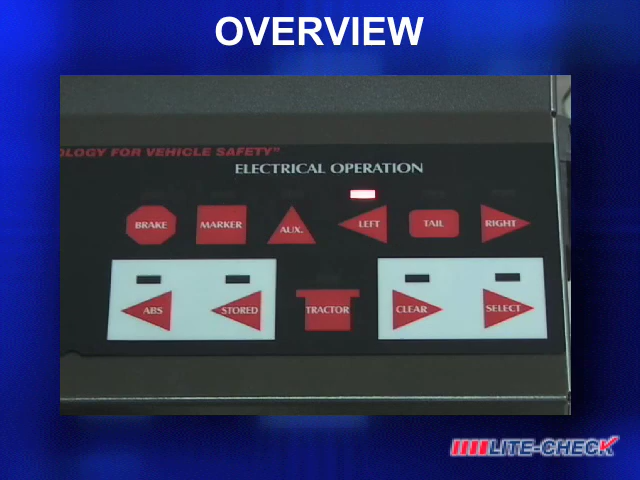 OVERVIEW
OLOGY FOR VEHICLE SAFETY"
ELECTRICAL OPERATION
BRAKE MARKER AUX. LEFT TAIL RIGHT
ABS STORED TRACTOR CLEAR SELECT
LITE-CHECK